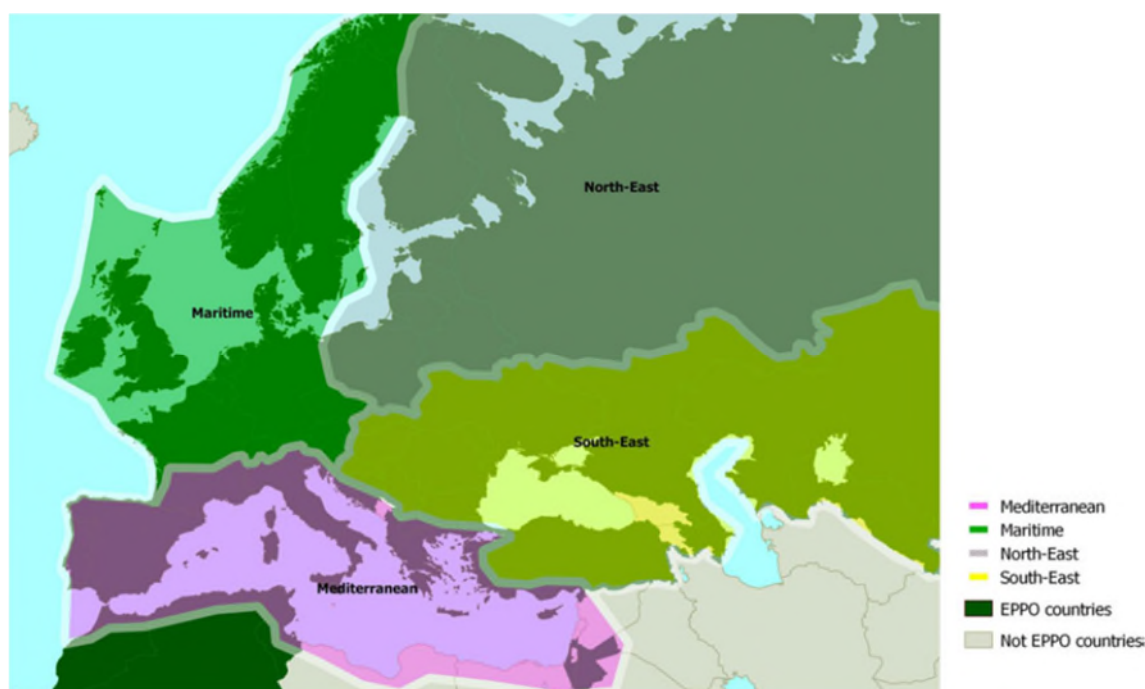 North-East
Maritime
South-East
Mediterranean
Mediterranean
Maritime
North-East
South-East
EPPO countries
Not EPPO countries